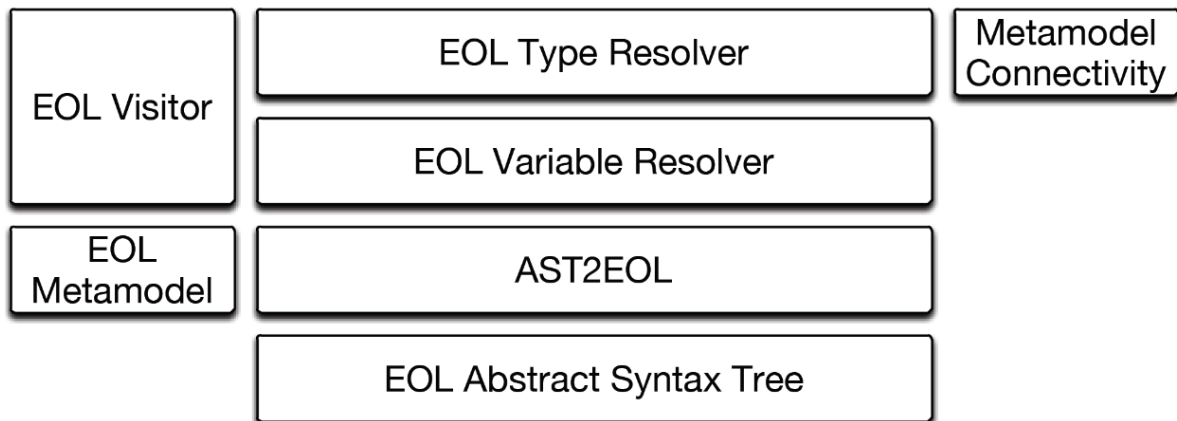 EOL Visitor
EOL Type Resolver
Metamodel
Connectivity
EOL Variable Resolver
EOL
Metamodel
AST2EOL
EOL Abstract Syntax Tree